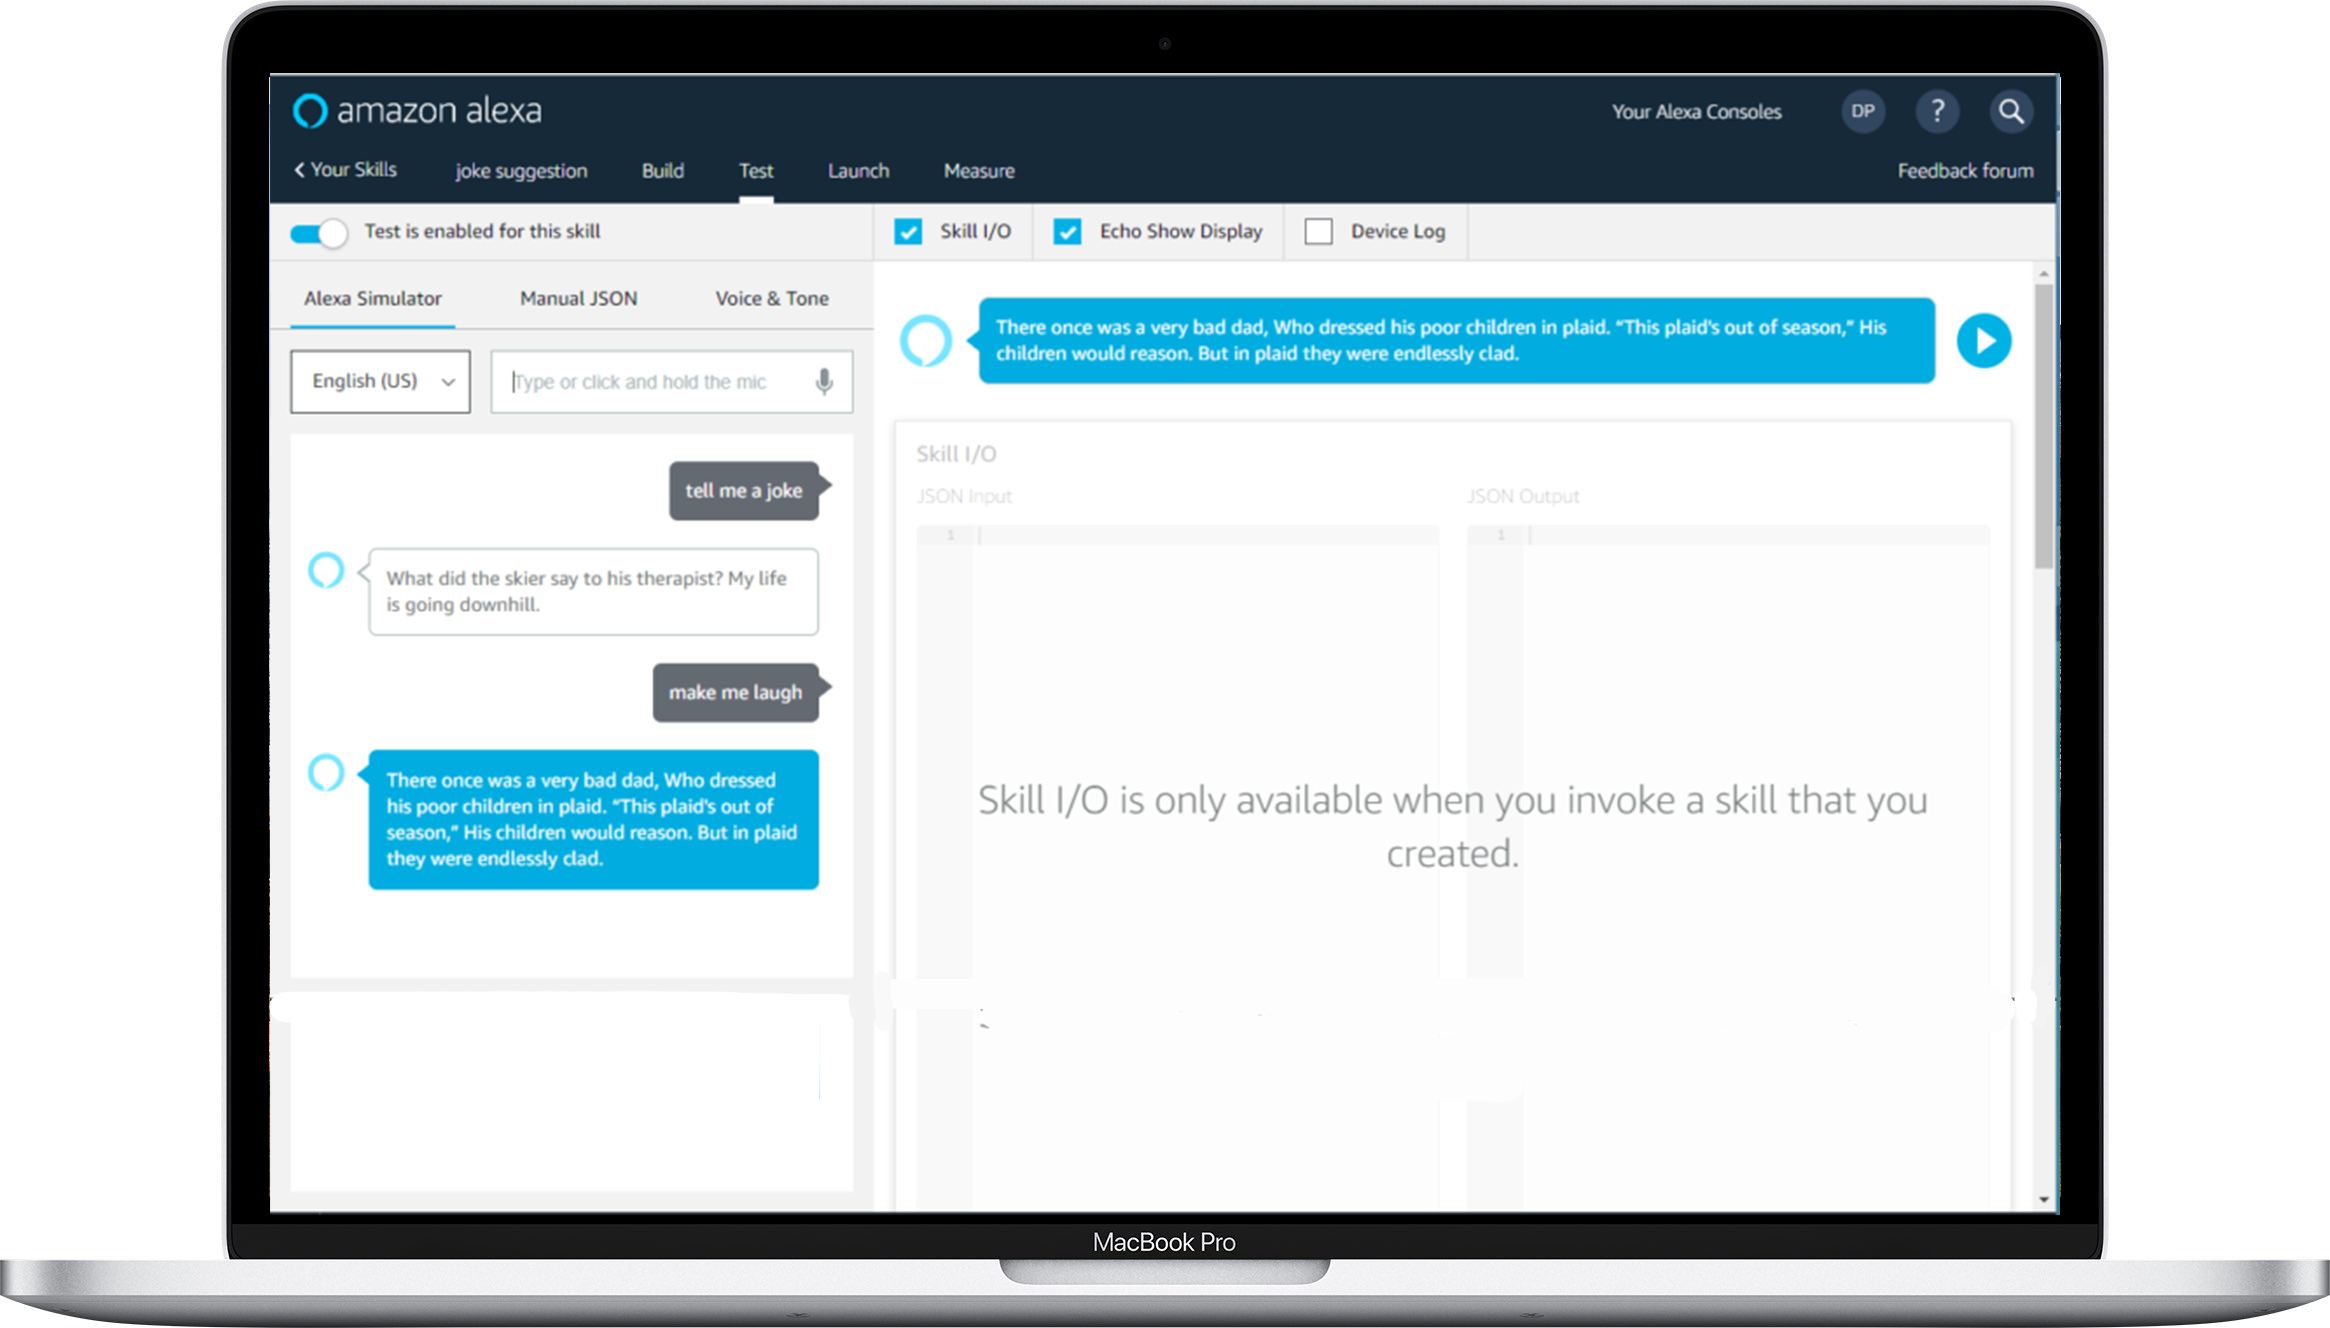 amazon alexa
Your Alexa Consoles
DP
?
Your Skills
joke suggestion
Build
Test
Launch
Measure
Feedback forum
Test is enabled for this skill
Skill I/O
Echo Show Display
Device Log
Alexa Simulator
Manual JSON
Voice & Tone
English (US)
Type or click and hold the mic
tell me a joke
What did the skier say to his therapist? My life
is going downhill.
make me laugh
There once was a very bad dad, Who dressed
his poor children in plaid. “This plaid's out of
season,” His children would reason. But in plaid
they were endlessly clad.
There once was a very bad dad, Who dressed his poor children in plaid. “This plaid's out of season,” His
children would reason. But in plaid they were endlessly clad.
Skill I/O
JSON Input
JSON Output
1
1
Skill I/O is only available when you invoke a skill that you
created.
MacBook Pro